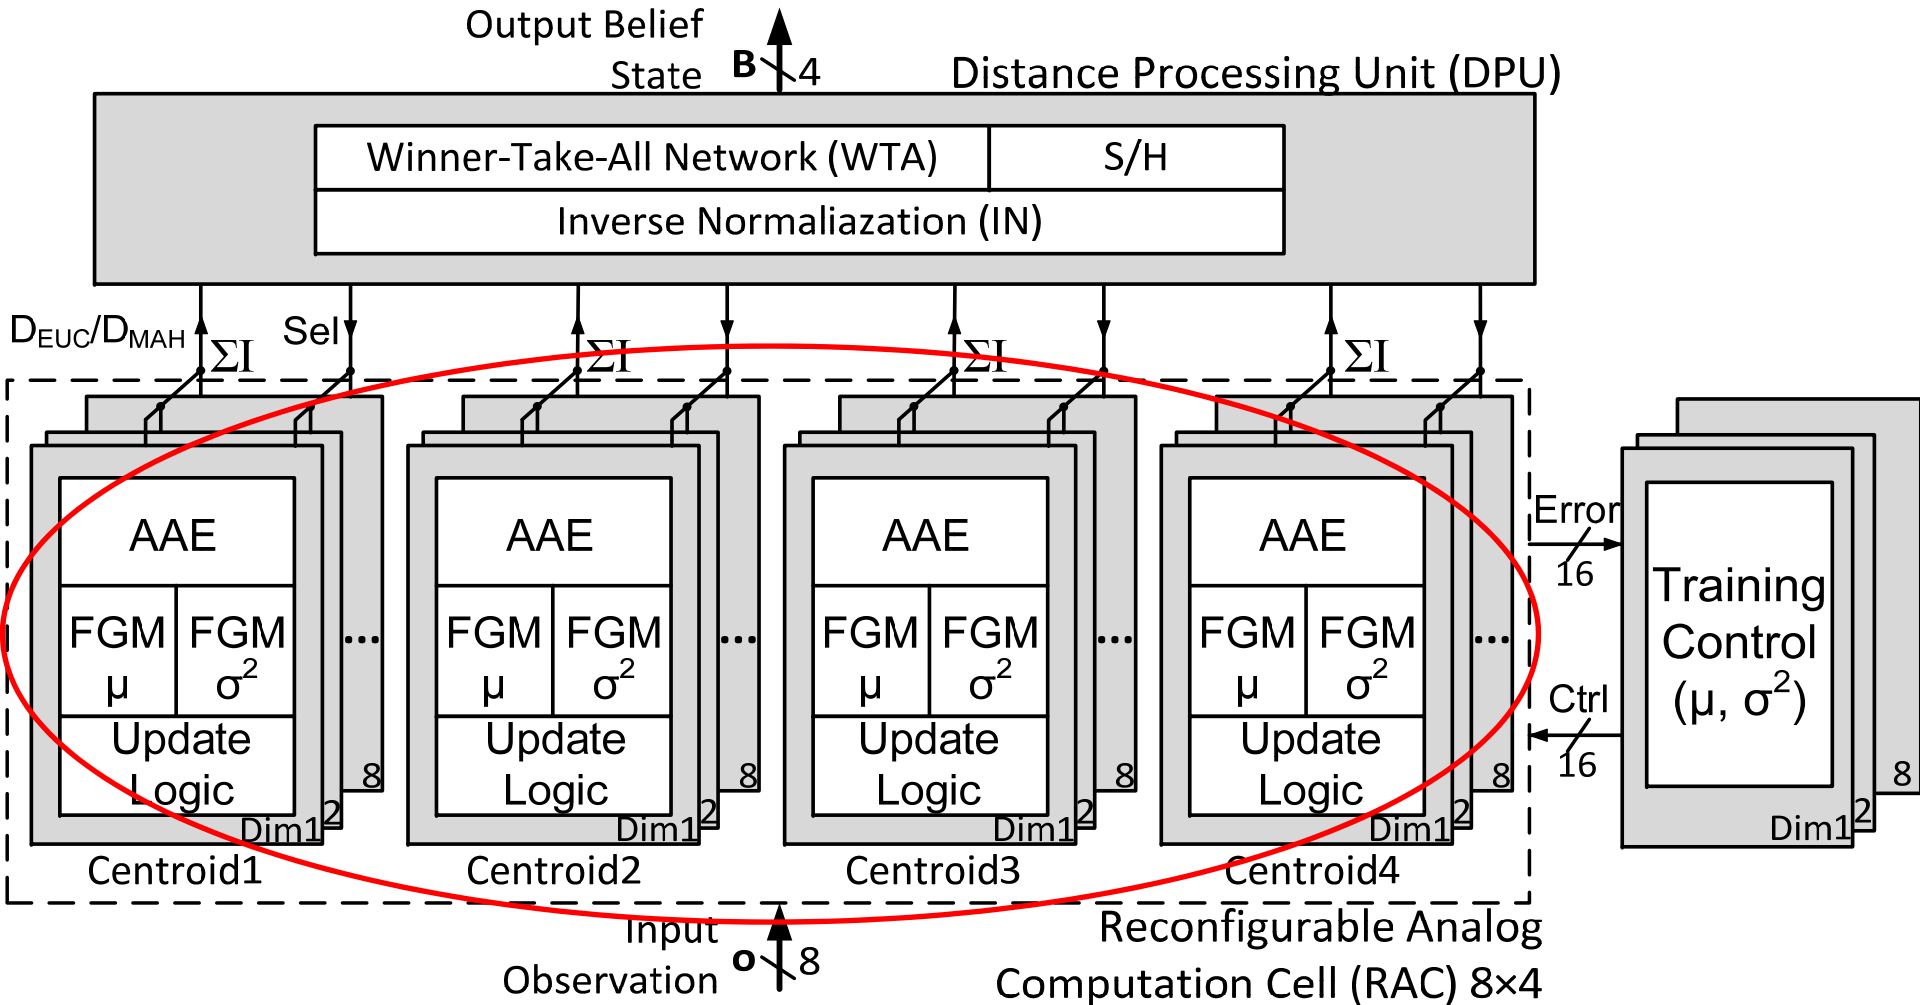 Output Belief
State
B
4
Distance Processing Unit (DPU)
Winner-Take-All Network (WTA)
S/H
Inverse Normaliazation (IN)
D_EUC/D_MAH
ΣI
Sel
ΣI
ΣI
ΣI
AAE
FGM
μ
FGM
σ²
Update
Logic
...
Dim1
2
8
Centroid1
AAE
FGM
μ
FGM
σ²
Update
Logic
...
Dim1
2
8
Centroid2
AAE
FGM
μ
FGM
σ²
Update
Logic
...
Dim1
2
8
Centroid3
AAE
FGM
μ
FGM
σ²
Update
Logic
...
Dim1
2
8
Centroid4
Error
16
Ctrl
16
Training
Control
(μ, σ²)
Dim1
2
8
Input
Observation
o
8
Reconfigurable Analog
Computation Cell (RAC) 8×4